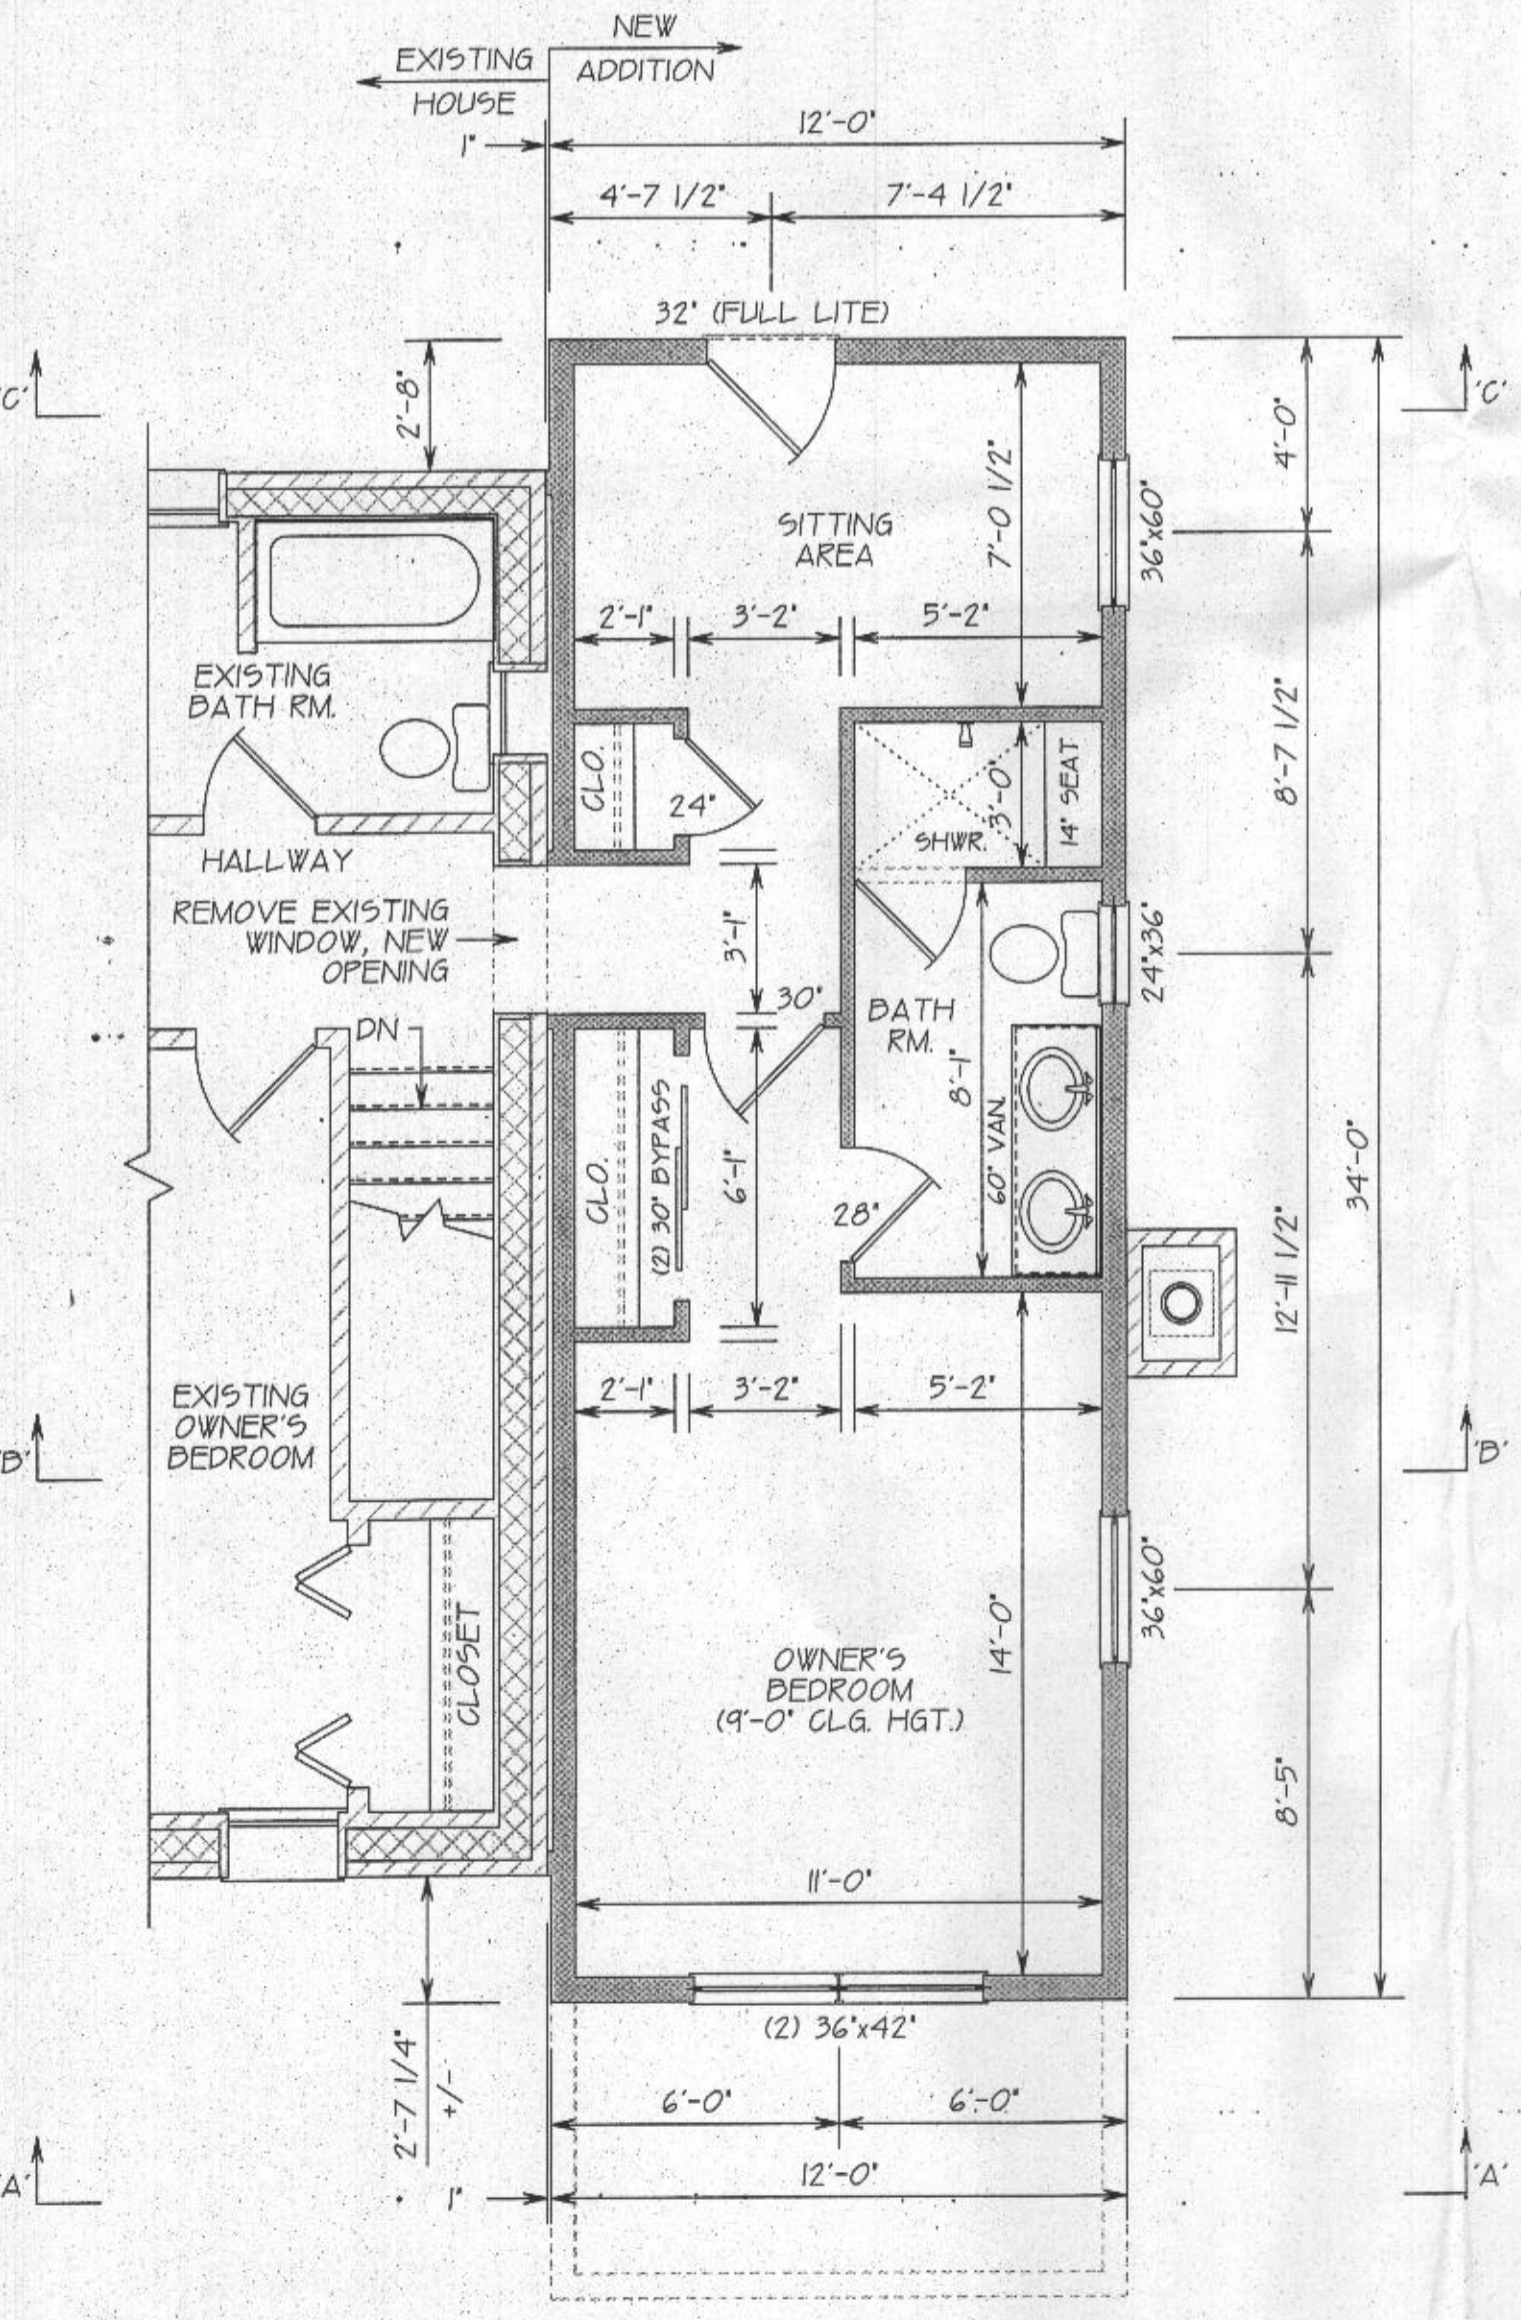 NEW
EXISTING
ADDITION
HOUSE
1"
12'-0"
4'-7 1/2"
7'-4 1/2"
32" (FULL LITE)
'C'
'C'
2'-8"
4'-0"
7'-0 1/2"
36"x60"
SITTING
AREA
2'-1"
3'-2"
5'-2"
EXISTING
BATH RM.
8'-7 1/2"
CLO.
24"
3'-0"
14" SEAT
SHWR.
HALLWAY
REMOVE EXISTING
WINDOW, NEW
OPENING
3'-1"
24"x36"
30"
BATH
RM.
DN
8'-1"
60" VAN.
CLO.
(2) 30" BYPASS
6'-1"
28"
34'-0"
12'-11 1/2"
EXISTING
OWNER'S
BEDROOM
2'-1"
3'-2"
5'-2"
'B'
'B'
36"x60"
CLOSET
14'-0"
OWNER'S
BEDROOM
(9'-0" CLG. HGT.)
8'-5"
11'-0"
(2) 36"x42"
2'-7 1/4"
+/-
6'-0"
6'-0"
12'-0"
1"
'A'
'A'